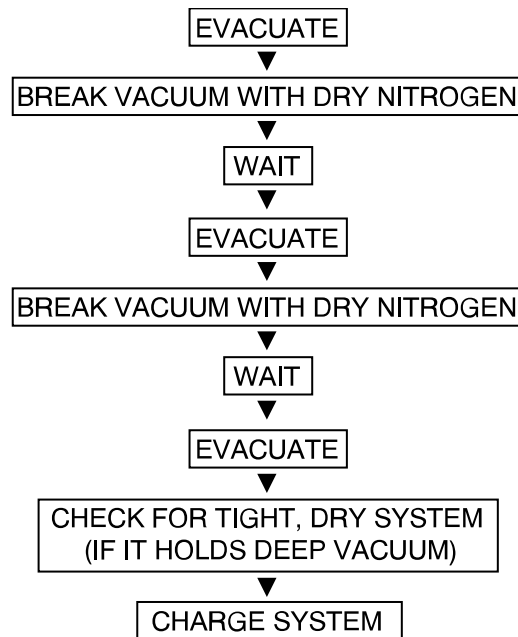 EVACUATE
BREAK VACUUM WITH DRY NITROGEN
WAIT
EVACUATE
BREAK VACUUM WITH DRY NITROGEN
WAIT
EVACUATE
CHECK FOR TIGHT, DRY SYSTEM
(IF IT HOLDS DEEP VACUUM)
CHARGE SYSTEM